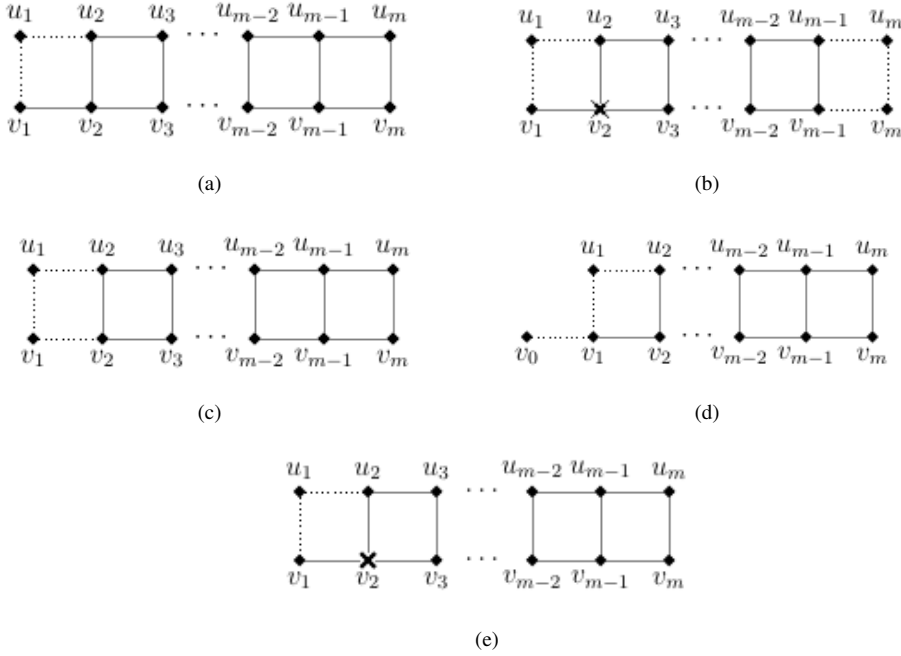 u₁ u₂ u₃ ··· uₘ₋₂ uₘ₋₁ uₘ
v₁ v₂ v₃ ··· vₘ₋₂ vₘ₋₁ vₘ
(a)
u₁ u₂ u₃ ··· uₘ₋₂ uₘ₋₁ uₘ
v₁ v₂ v₃ ··· vₘ₋₂ vₘ₋₁ vₘ
(b)
u₁ u₂ u₃ ··· uₘ₋₂ uₘ₋₁ uₘ
v₁ v₂ v₃ ··· vₘ₋₂ vₘ₋₁ vₘ
(c)
u₁ u₂ ··· uₘ₋₂ uₘ₋₁ uₘ
v₀ v₁ v₂ ··· vₘ₋₂ vₘ₋₁ vₘ
(d)
u₁ u₂ u₃ ··· uₘ₋₂ uₘ₋₁ uₘ
v₁ v₂ v₃ ··· vₘ₋₂ vₘ₋₁ vₘ
(e)